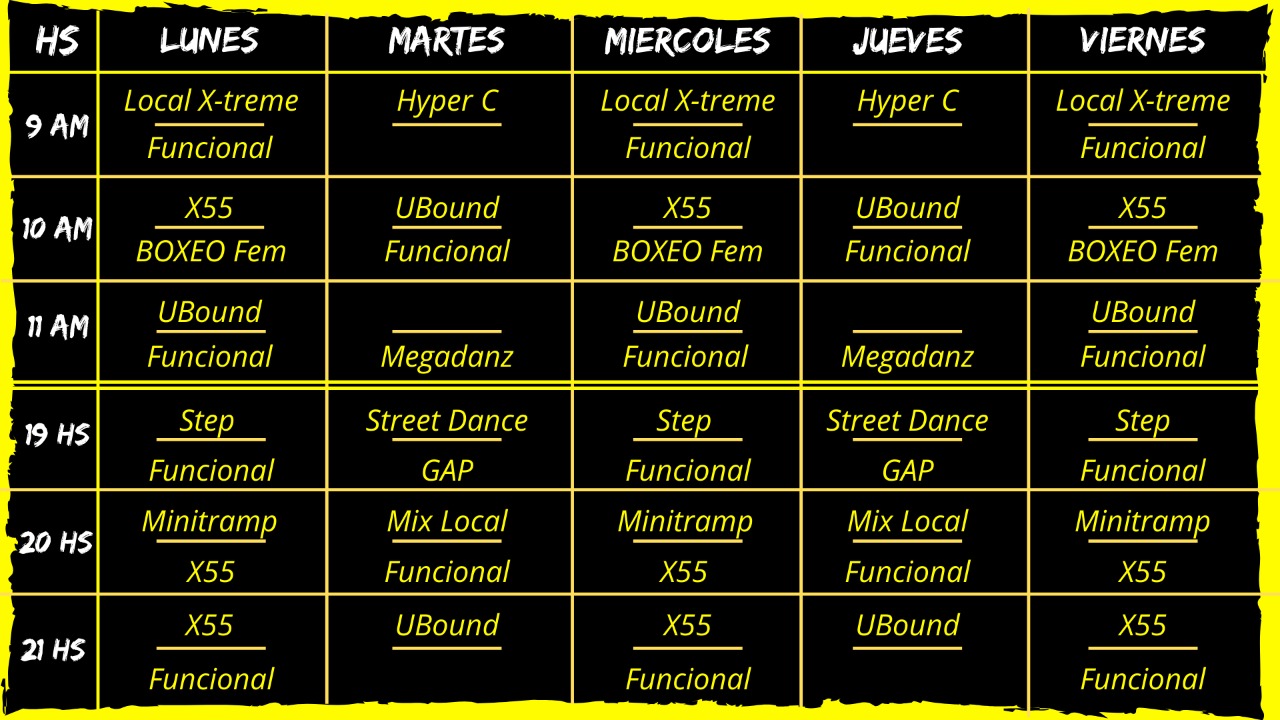 HS LUNES MARTES MIERCOLES JUEVES VIERNES
Local X-treme Hyper C Local X-treme Hyper C Local X-treme
9 AM
Funcional Funcional Funcional
X55 UBound X55 UBound X55
10 AM
BOXEO Fem Funcional BOXEO Fem Funcional BOXEO Fem
UBound UBound UBound
11 AM
Funcional Megadanz Funcional Megadanz Funcional
Step Street Dance Step Street Dance Step
19 HS
Funcional GAP Funcional GAP Funcional
Minitramp Mix Local Minitramp Mix Local Minitramp
20 HS
X55 Funcional X55 Funcional X55
X55 UBound X55 UBound X55
21 HS
Funcional Funcional Funcional